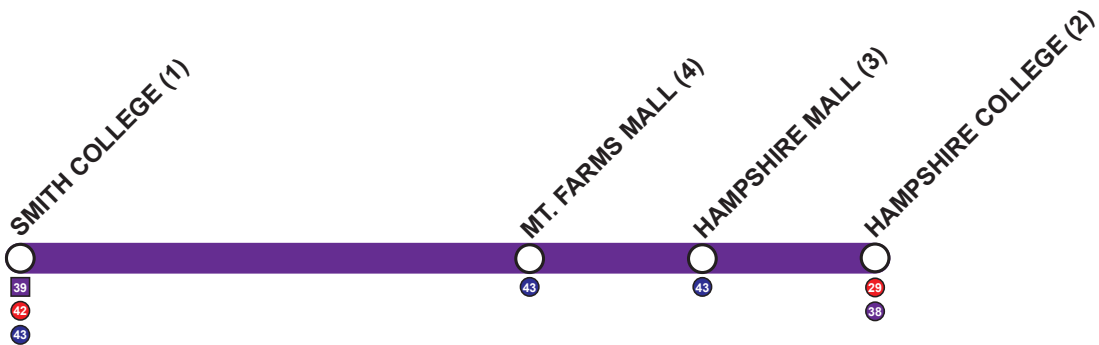 SMITH COLLEGE (1)
MT. FARMS MALL (4)
HAMPSHIRE MALL (3)
HAMPSHIRE COLLEGE (2)
39
42
43
43
43
29
38